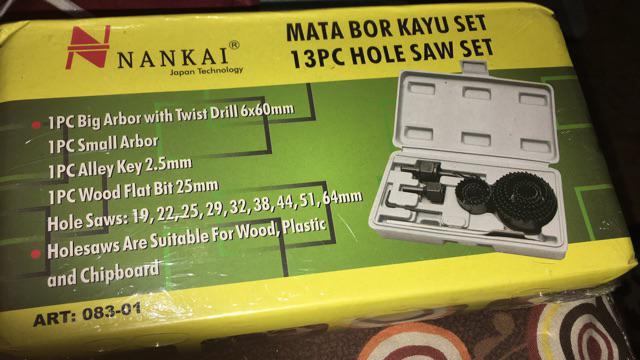 NANKAI®
Japan Technology
MATA BOR KAYU SET
13PC HOLE SAW SET
1PC Big Arbor with Twist Drill 6x60mm
1PC Small Arbor
1PC Alley Key 2.5mm
1PC Wood Flat Bit 25mm
Hole Saws: 19, 22, 25, 29, 32, 38, 44, 51, 64mm
Holesaws Are Suitable For Wood, Plastic
and Chipboard
ART: 083-01